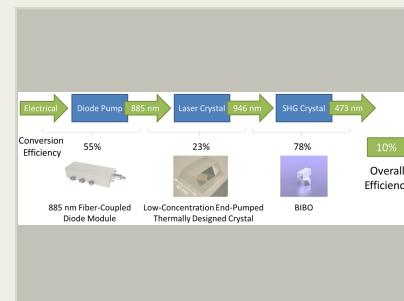 Electrical
Diode Pump
885 nm
Laser Crystal
946 nm
SHG Crystal
473 nm
Conversion
Efficiency
55%
23%
78%
10%
Overall
Efficienc
885 nm Fiber-Coupled
Diode Module
Low-Concentration End-Pumped
Thermally Designed Crystal
BIBO